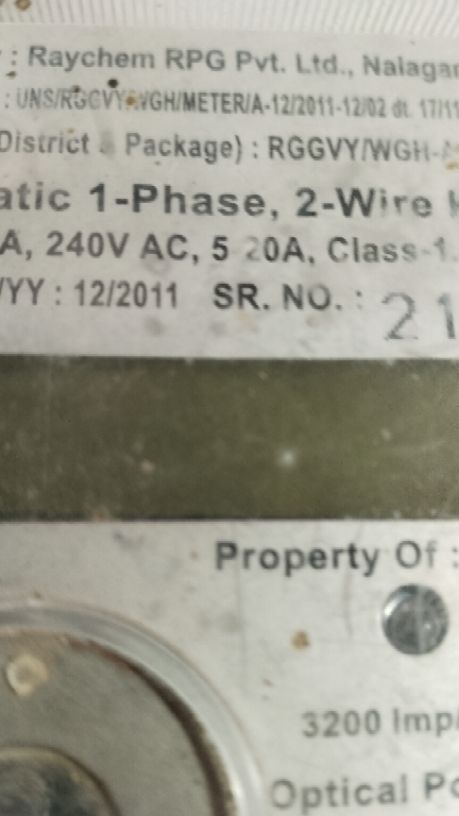 : Raychem RPG Pvt. Ltd., Nalagar
: UNS/RGGVY/WGH/METER/A-12/2011-12/02 dt. 17/11
District & Package) : RGGVY/WGH-
atic 1-Phase, 2-Wire
A, 240V AC, 5 20A, Class-1.
/YY : 12/2011 SR. NO. : 21
Property Of :
3200 Imp
Optical Po